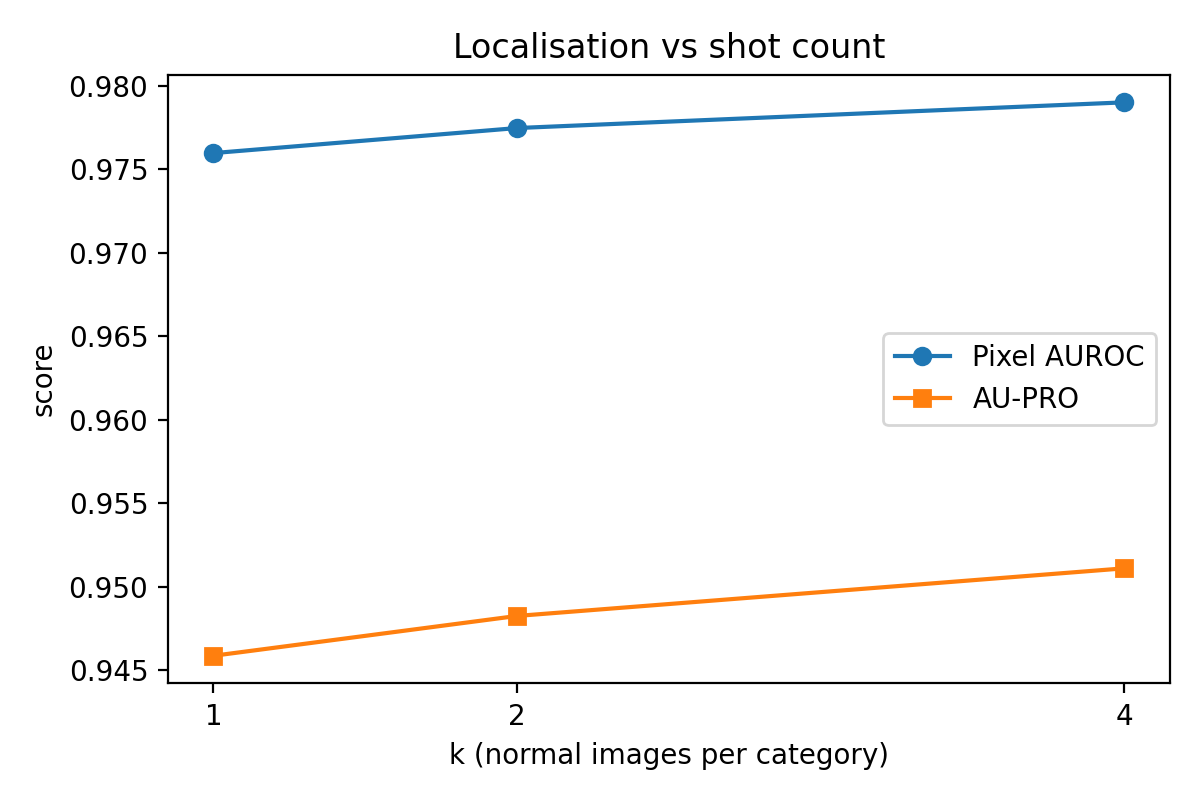 Localisation vs shot count
0.980
0.975
0.970
0.965
0.960
0.955
0.950
0.945
score
Pixel AUROC
AU-PRO
1 2 4
k (normal images per category)